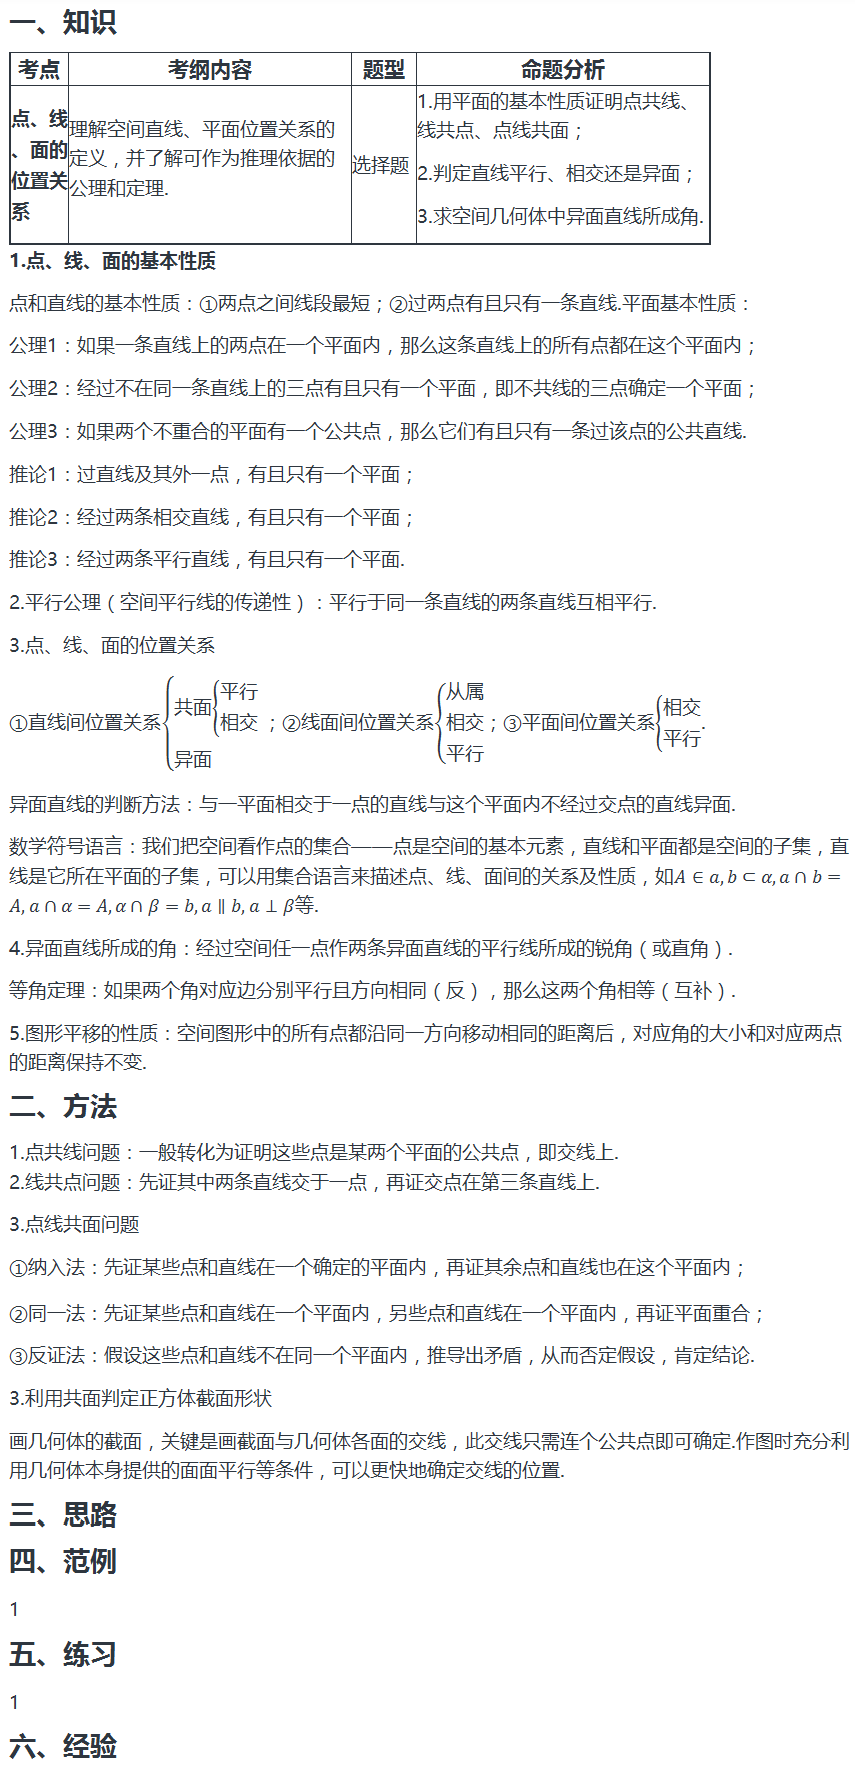 一、知识
考点 考纲内容 题型 命题分析
点、线、面的位置关系 理解空间直线、平面位置关系的定义，并了解可作为推理依据的公理和定理. 选择题 1.用平面的基本性质证明点共线、线共点、点线共面；
2.判定直线平行、相交还是异面；
3.求空间几何体中异面直线所成角.
1.点、线、面的基本性质
点和直线的基本性质：①两点之间线段最短；②过两点有且只有一条直线.平面基本性质：
公理1：如果一条直线上的两点在一个平面内，那么这条直线上的所有点都在这个平面内；
公理2：经过不在同一条直线上的三点有且只有一个平面，即不共线的三点确定一个平面；
公理3：如果两个不重合的平面有一个公共点，那么它们有且只有一条过该点的公共直线.
推论1：过直线及其外一点，有且只有一个平面；
推论2：经过两条相交直线，有且只有一个平面；
推论3：经过两条平行直线，有且只有一个平面.
2.平行公理（空间平行线的传递性）：平行于同一条直线的两条直线互相平行.
3.点、线、面的位置关系
①直线间位置关系{共面{平行 相交 异面；②线面间位置关系{从属 相交 平行；③平面间位置关系{相交 平行.
异面直线的判断方法：与一平面相交于一点的直线与这个平面内不经过交点的直线异面.
数学符号语言：我们把空间看作点的集合——点是空间的基本元素，直线和平面都是空间的子集，直
线是它所在平面的子集，可以用集合语言来描述点、线、面间的关系及性质，如A∈a,b⊂α,a∩b=
A,a∩α=A,α∩β=b,a∥b,a⊥β等.
4.异面直线所成的角：经过空间任一点作两条异面直线的平行线所成的锐角（或直角）.
等角定理：如果两个角对应边分别平行且方向相同（反），那么这两个角相等（互补）.
5.图形平移的性质：空间图形中的所有点都沿同一方向移动相同的距离后，对应角的大小和对应两点
的距离保持不变.
二、方法
1.点共线问题：一般转化为证明这些点是某两个平面的公共点，即交线上.
2.线共点问题：先证其中两条直线交于一点，再证交点在第三条直线上.
3.点线共面问题
①纳入法：先证某些点和直线在一个确定的平面内，再证其余点和直线也在这个平面内；
②同一法：先证某些点和直线在一个平面内，另些点和直线在一个平面内，再证平面重合；
③反证法：假设这些点和直线不在同一个平面内，推导出矛盾，从而否定假设，肯定结论.
3.利用共面判定正方体截面形状
画几何体的截面，关键是画截面与几何体各面的交线，此交线只需连个公共点即可确定.作图时充分利
用几何体本身提供的面面平行等条件，可以更快地确定交线的位置.
三、思路
四、范例
1
五、练习
1
六、经验